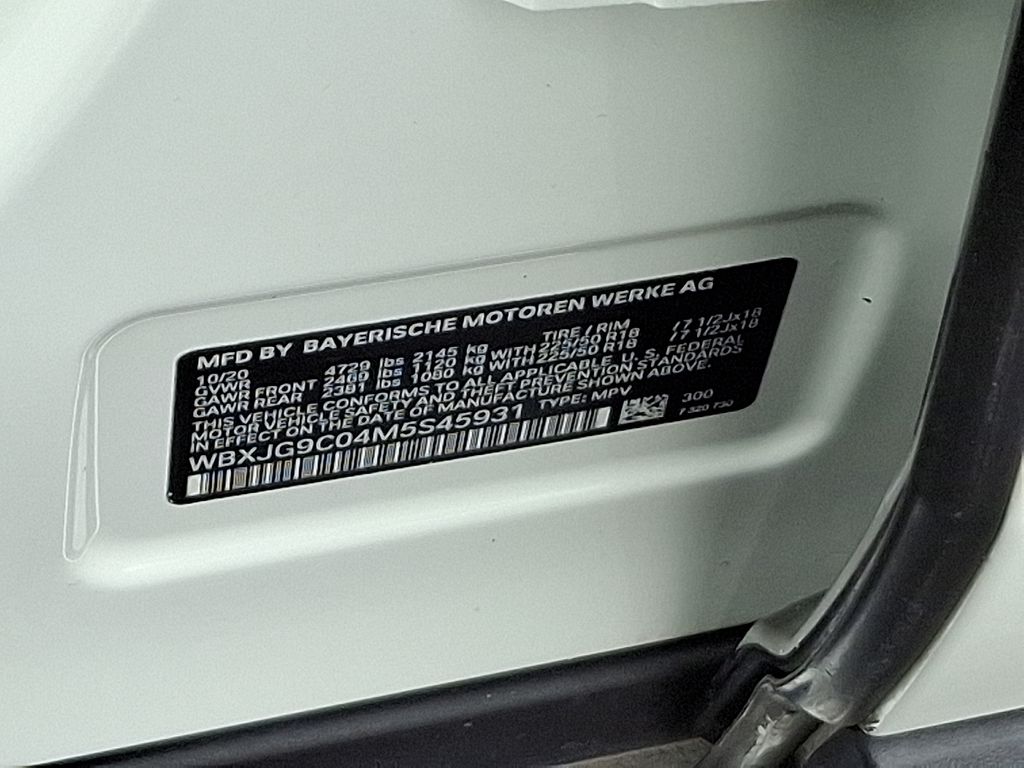 MFD BY BAYERISCHE MOTOREN WERKE AG
10/20 TIRE / RIM
GVWR 4729 lbs 2145 kg
GAWR FRONT 2469 lbs 1120 kg WITH 225/50 R18 /7 1/2Jx18
GAWR REAR 2381 lbs 1080 kg WITH 225/50 R18 /7 1/2Jx18
THIS VEHICLE CONFORMS TO ALL APPLICABLE U.S. FEDERAL
MOTOR VEHICLE SAFETY AND THEFT PREVENTION STANDARDS
IN EFFECT ON THE DATE OF MANUFACTURE SHOWN ABOVE.
WBXJG9C04M5S45931 TYPE: MPV 300
7 320 730